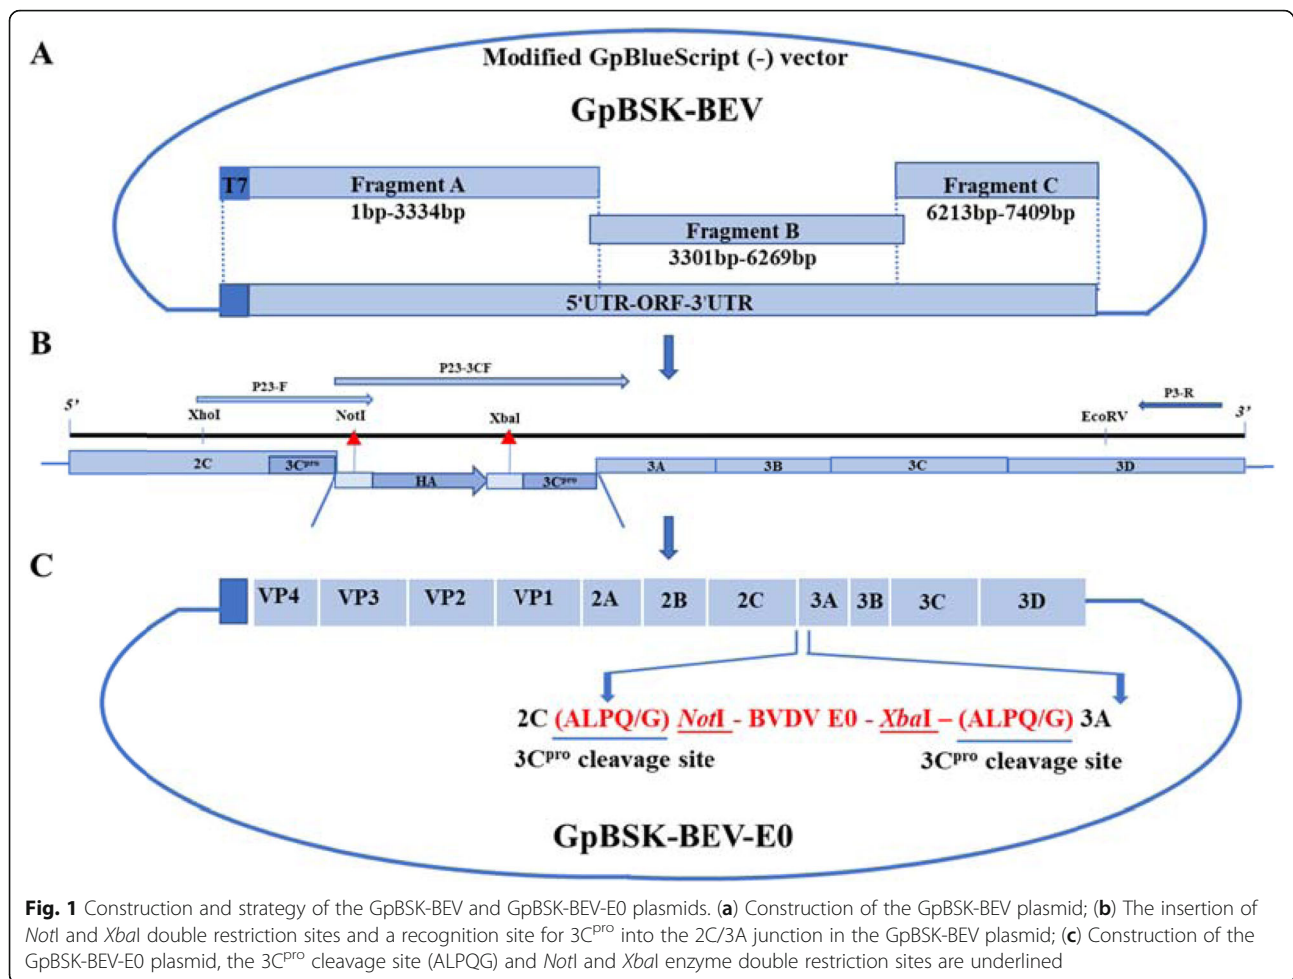 A
Modified GpBlueScript (-) vector
GpBSK-BEV
T7
Fragment A
1bp-3334bp
Fragment B
3301bp-6269bp
Fragment C
6213bp-7409bp
5‘UTR-ORF-3'UTR
B
P23-3CF
P23-F
P3-R
5’
XhoI
NotI
XbaI
EcoRV
3’
2C
3Cpro
HA
3Cpro
3A
3B
3C
3D
C
VP4 VP3 VP2 VP1 2A 2B 2C 3A 3B 3C 3D
2C (ALPQ/G) NotI - BVDV E0 - XbaI – (ALPQ/G) 3A
3Cpro cleavage site
3Cpro cleavage site
GpBSK-BEV-E0
Fig. 1 Construction and strategy of the GpBSK-BEV and GpBSK-BEV-E0 plasmids. (a) Construction of the GpBSK-BEV plasmid; (b) The insertion of
NotI and XbaI double restriction sites and a recognition site for 3Cpro into the 2C/3A junction in the GpBSK-BEV plasmid; (c) Construction of the
GpBSK-BEV-E0 plasmid, the 3Cpro cleavage site (ALPQG) and NotI and XbaI enzyme double restriction sites are underlined